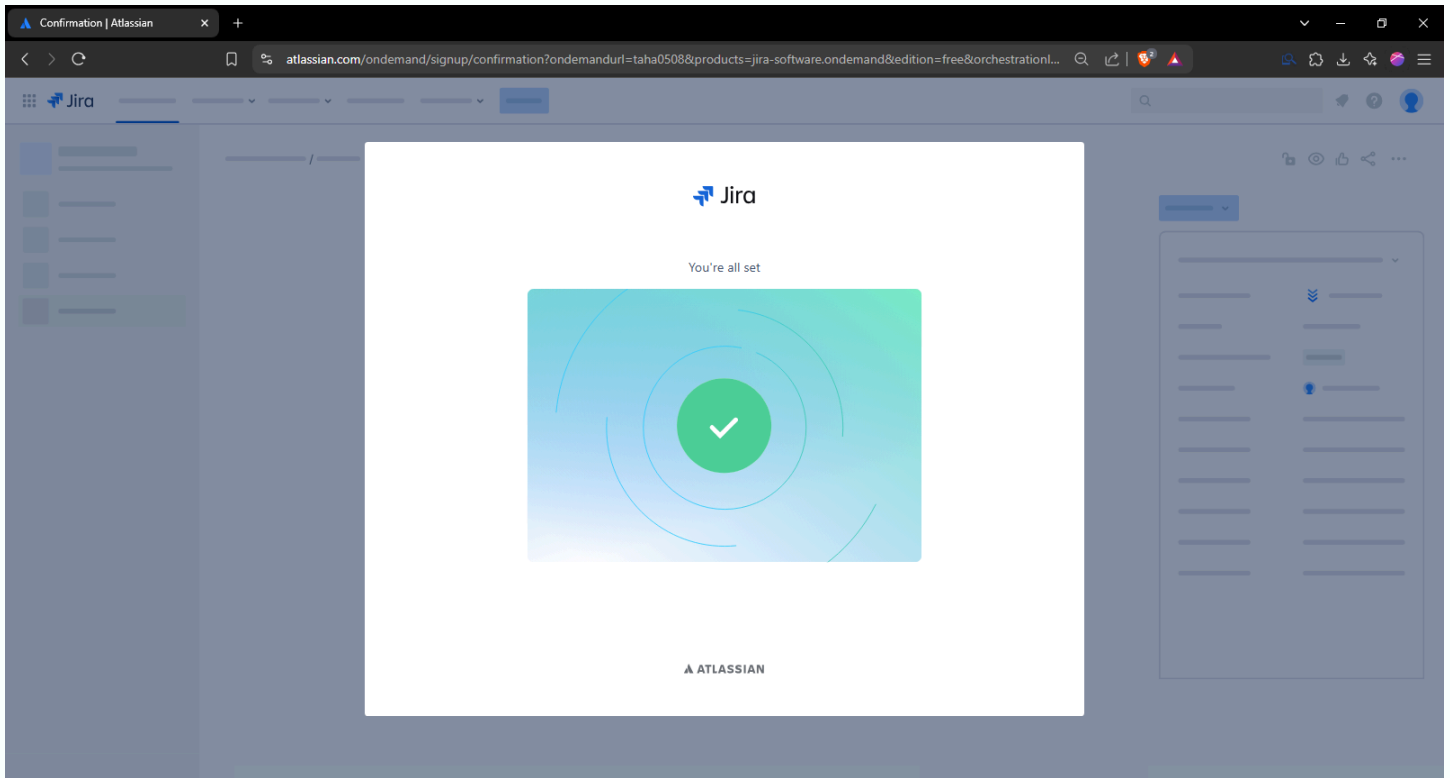 Confirmation | Atlassian
atlassian.com/ondemand/signup/confirmation?ondemandurl=taha0508&products=jira-software.ondemand&edition=free&orchestrationI...
2
Jira
/
Jira
You're all set
ATLASSIAN